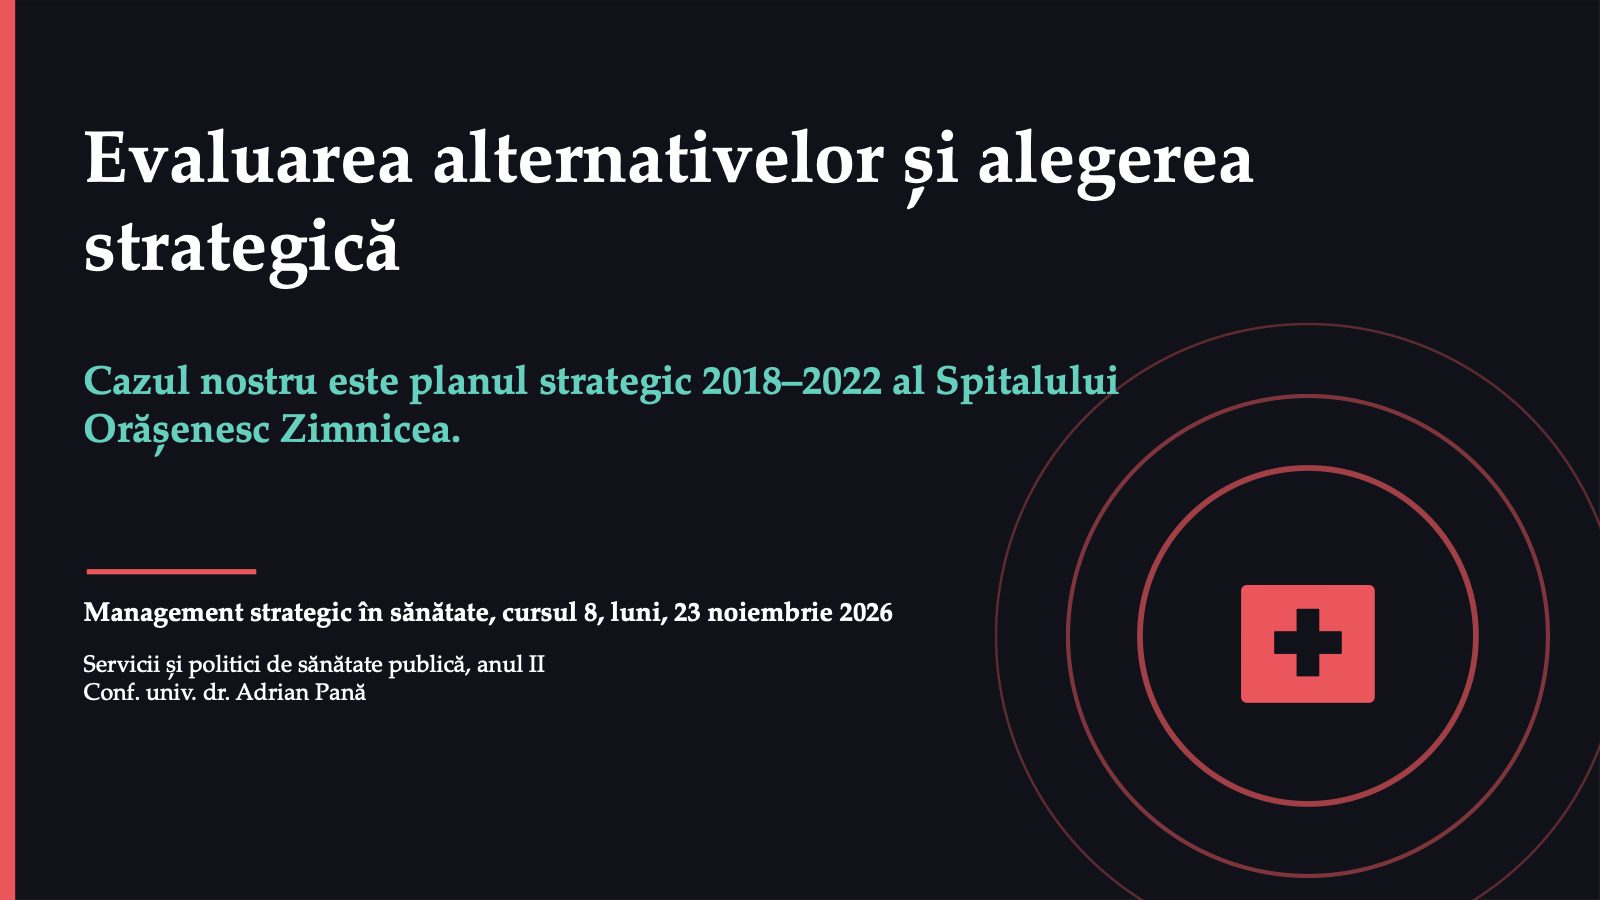 Evaluarea alternativelor și alegerea
strategică
Cazul nostru este planul strategic 2018–2022 al Spitalului
Orășenesc Zimnicea.
Management strategic în sănătate, cursul 8, luni, 23 noiembrie 2026
Servicii și politici de sănătate publică, anul II
Conf. univ. dr. Adrian Pană